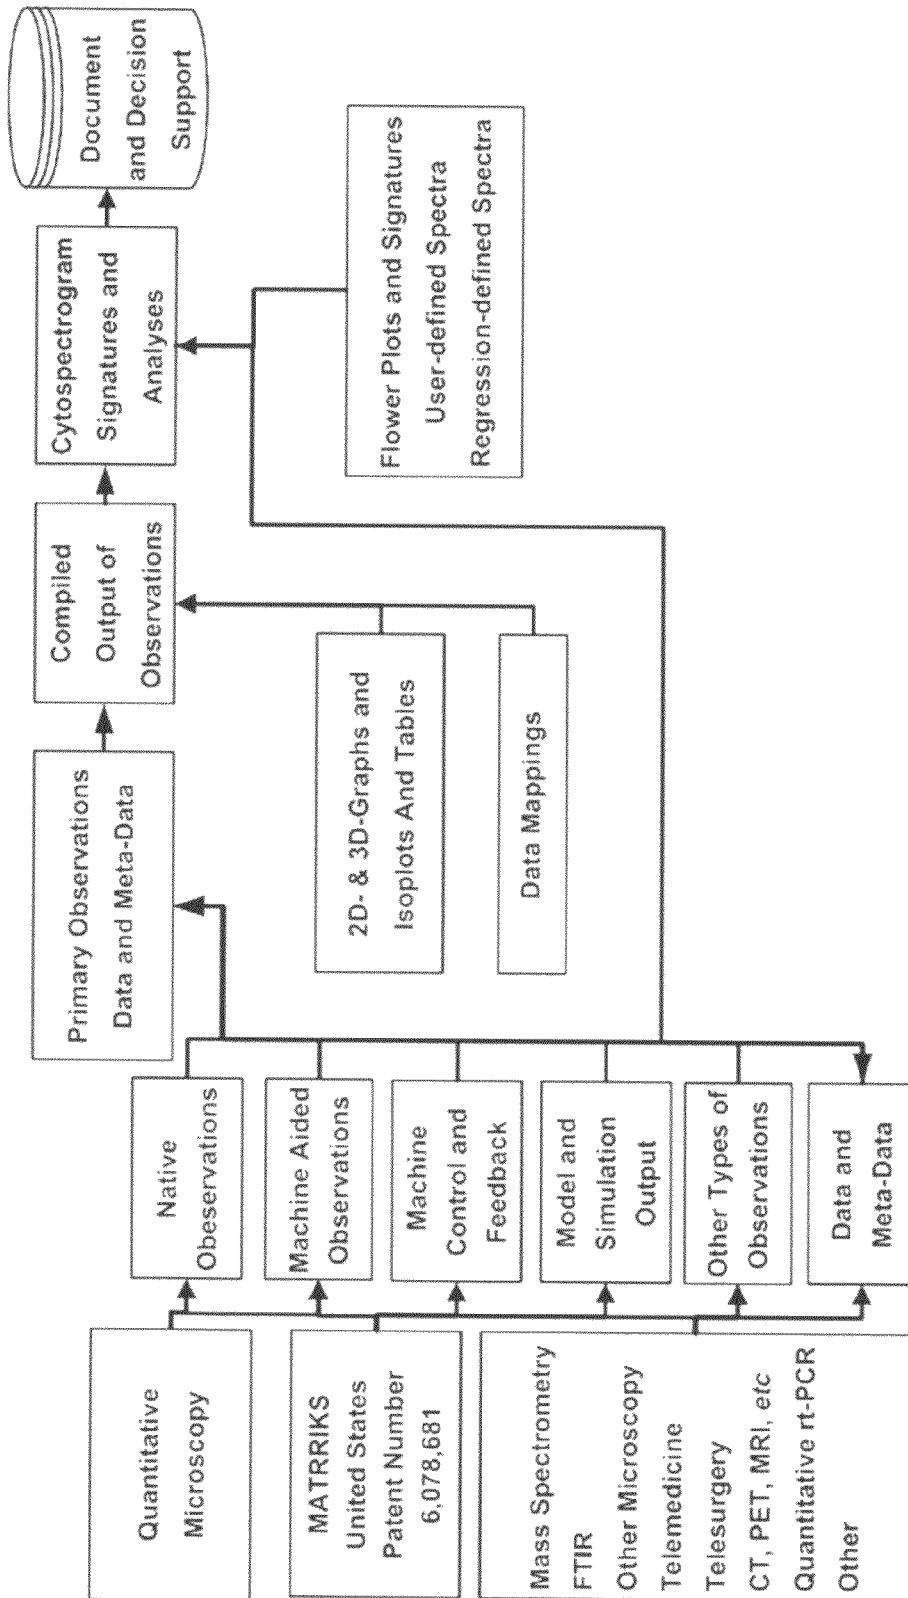 Quantitative
Microscopy
MATRRIKS
United States
Patent Number
6,078,681
Mass Spectrometry
FTIR
Other Microscopy
Telemedicine
Telesurgery
CT, PET, MRI, etc
Quantitative rt-PCR
Other
Native
Obeservations
Machine Aided
Observations
Machine
Control and
Feedback
Model and
Simulation
Output
Other Types of
Observations
Data and
Meta-Data
Primary Observations
Data and Meta-Data
2D- & 3D-Graphs and
Isoplots And Tables
Data Mappings
Compiled
Output of
Observations
Cytospectrogram
Signatures and
Analyses
Flower Plots and Signatures
User-defined Spectra
Regression-defined Spectra
Document
and Decision
Support